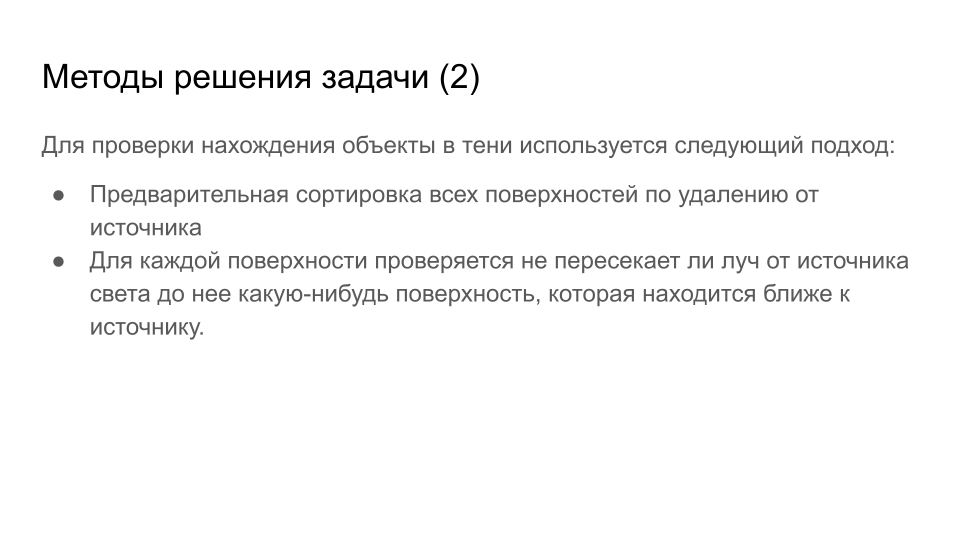 Методы решения задачи (2)
Для проверки нахождения объекты в тени используется следующий подход:
● Предварительная сортировка всех поверхностей по удалению от
источника
● Для каждой поверхности проверяется не пересекает ли луч от источника
света до нее какую-нибудь поверхность, которая находится ближе к
источнику.